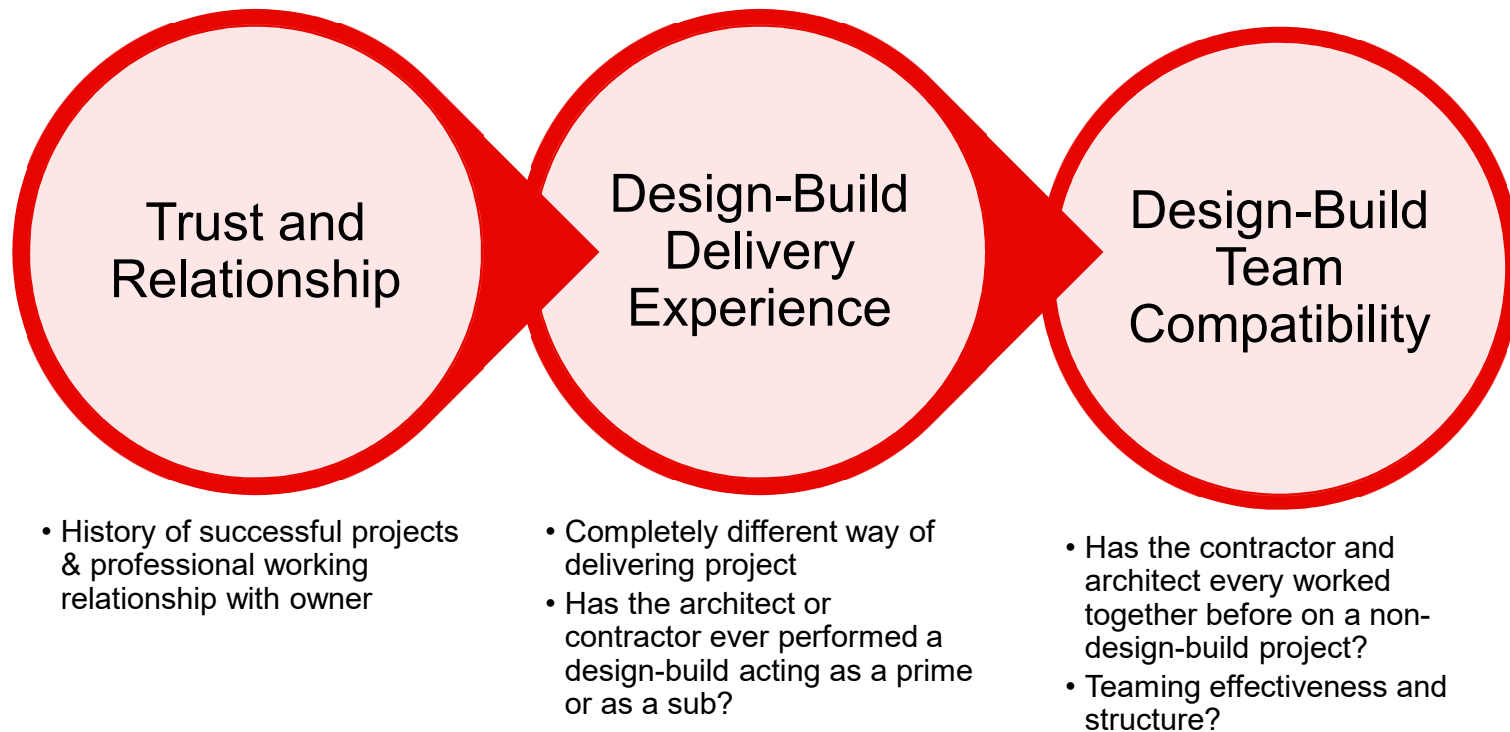 Trust and
Relationship
• History of successful projects
& professional working
relationship with owner
Design-Build
Delivery
Experience
• Completely different way of
delivering project
• Has the architect or
contractor ever performed a
design-build acting as a prime
or as a sub?
Design-Build
Team
Compatibility
• Has the contractor and
architect every worked
together before on a non-
design-build project?
• Teaming effectiveness and
structure?